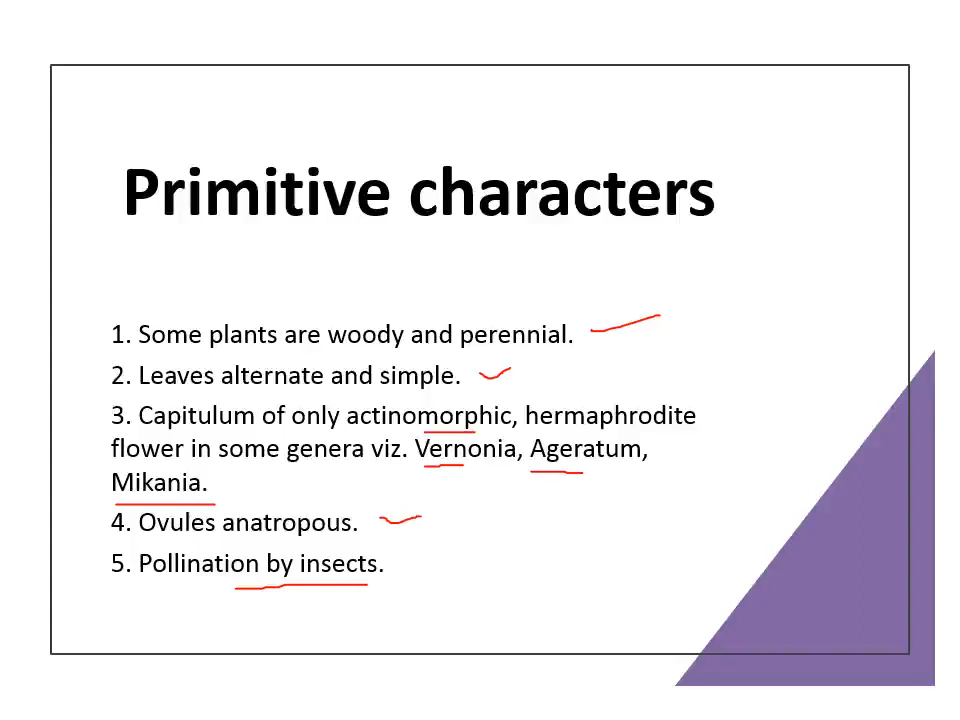 Primitive characters
1. Some plants are woody and perennial.
2. Leaves alternate and simple.
3. Capitulum of only actinomorphic, hermaphrodite
flower in some genera viz. Vernonia, Ageratum,
Mikania.
4. Ovules anatropous.
5. Pollination by insects.